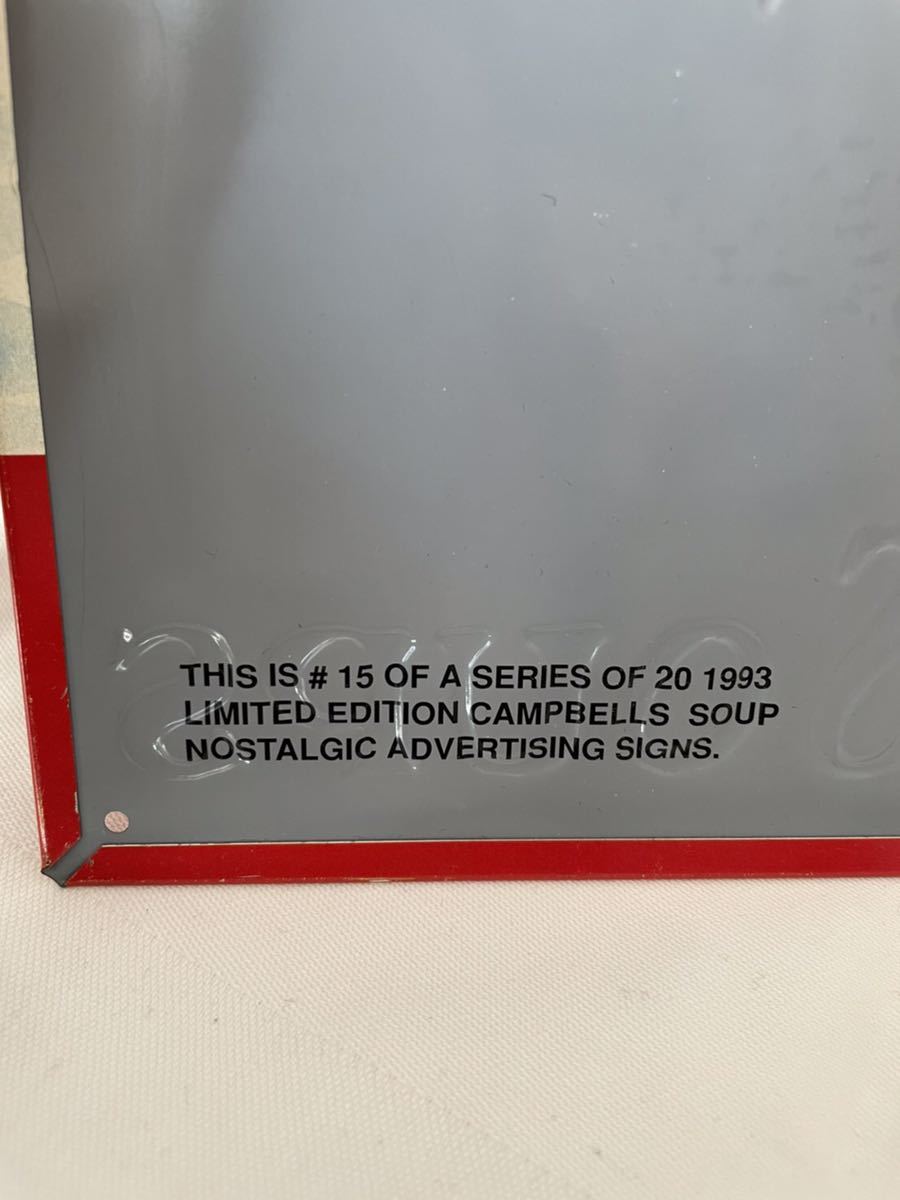 THIS IS # 15 OF A SERIES OF 20 1993
LIMITED EDITION CAMPBELLS SOUP
NOSTALGIC ADVERTISING SIGNS.